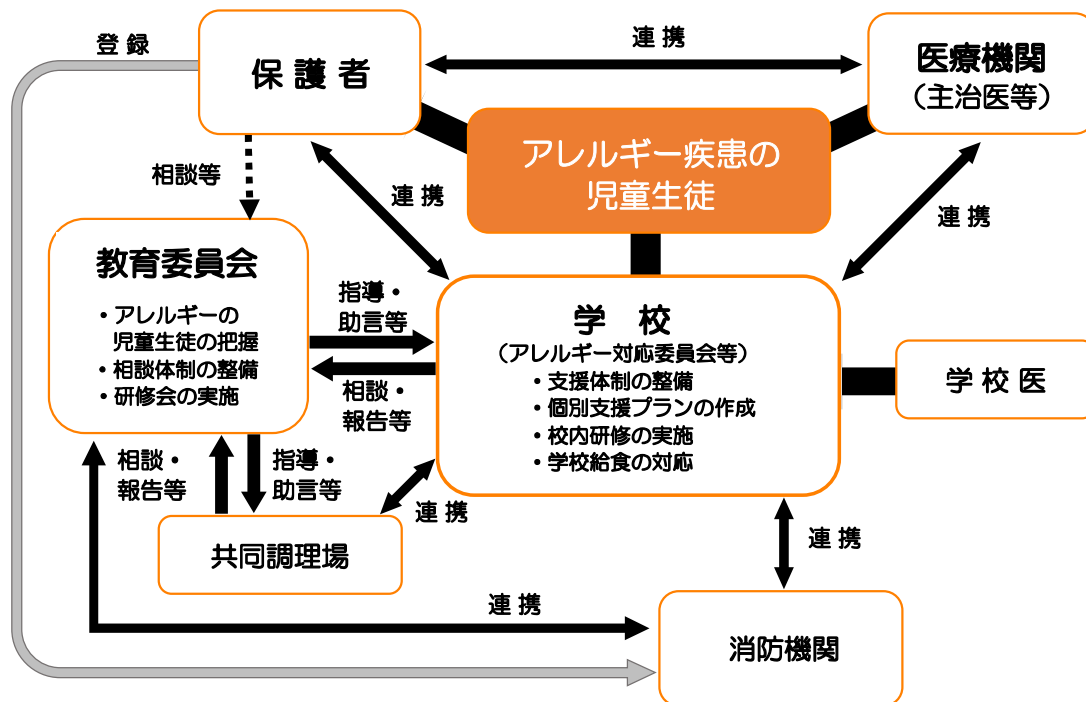 登 録
保 護 者
連 携
医療機関
（主治医等）
アレルギー疾患の
児童生徒
相談等
連 携
連 携
教育委員会
・アレルギーの
児童生徒の把握
・相談体制の整備
・研修会の実施
指導・
助言等
相談・
報告等
学　校
（アレルギー対応委員会等）
・支援体制の整備
・個別支援プランの作成
・校内研修の実施
・学校給食の対応
学 校 医
相談・
報告等
指導・
助言等
連 携
共同調理場
連 携
連 携
消防機関